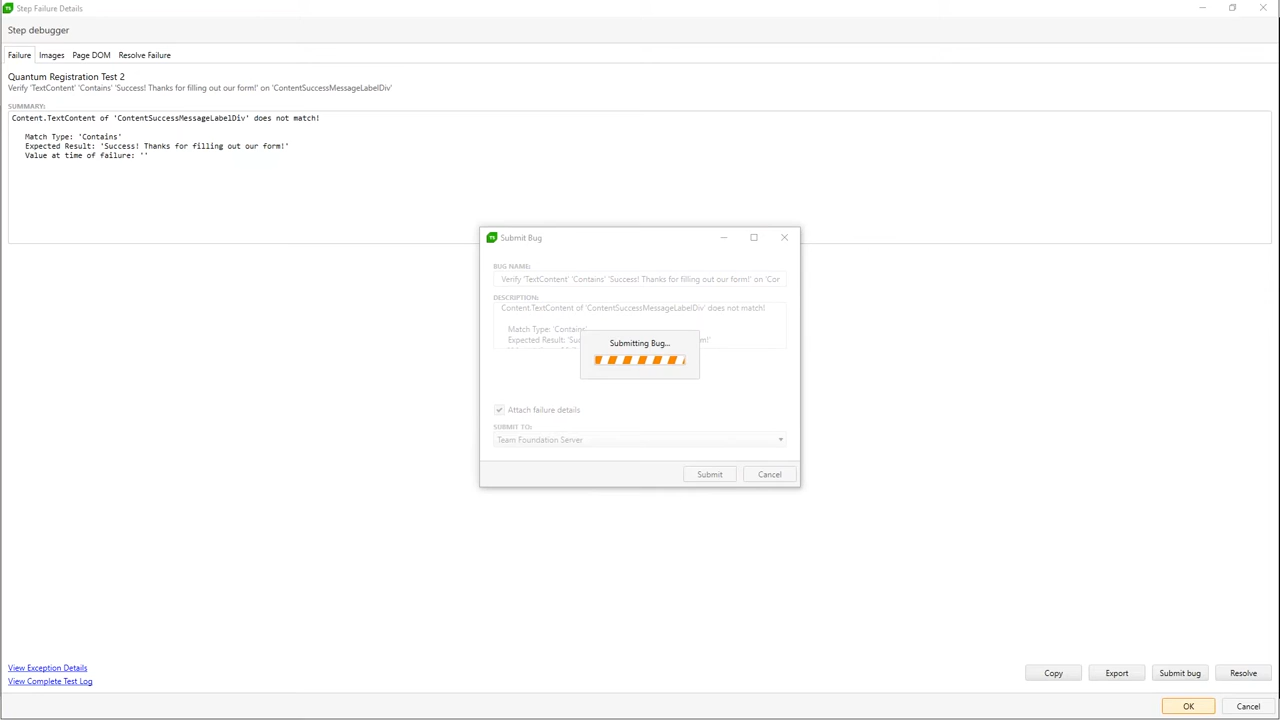 Step Failure Details
Step debugger
Failure Images Page DOM Resolve Failure
Quantum Registration Test 2
Verify 'TextContent' 'Contains' 'Success! Thanks for filling out our form!' on 'ContentSuccessMessageLabelDiv'
SUMMARY:
Content.TextContent of 'ContentSuccessMessageLabelDiv' does not match!
Match Type: 'Contains'
Expected Result: 'Success! Thanks for filling out our form!'
Value at time of failure: ''
Submit Bug
BUG NAME:
Verify 'TextContent' 'Contains' 'Success! Thanks for filling out our form!' on 'Cor
DESCRIPTION:
Content.TextContent of 'ContentSuccessMessageLabelDiv' does not match!
Match Type: 'Contains'
Expected Result: 'Suc
m!'
Submitting Bug...
Attach failure details
SUBMIT TO:
Team Foundation Server
Submit Cancel
View Exception Details
View Complete Test Log
Copy Export Submit bug Resolve
OK Cancel